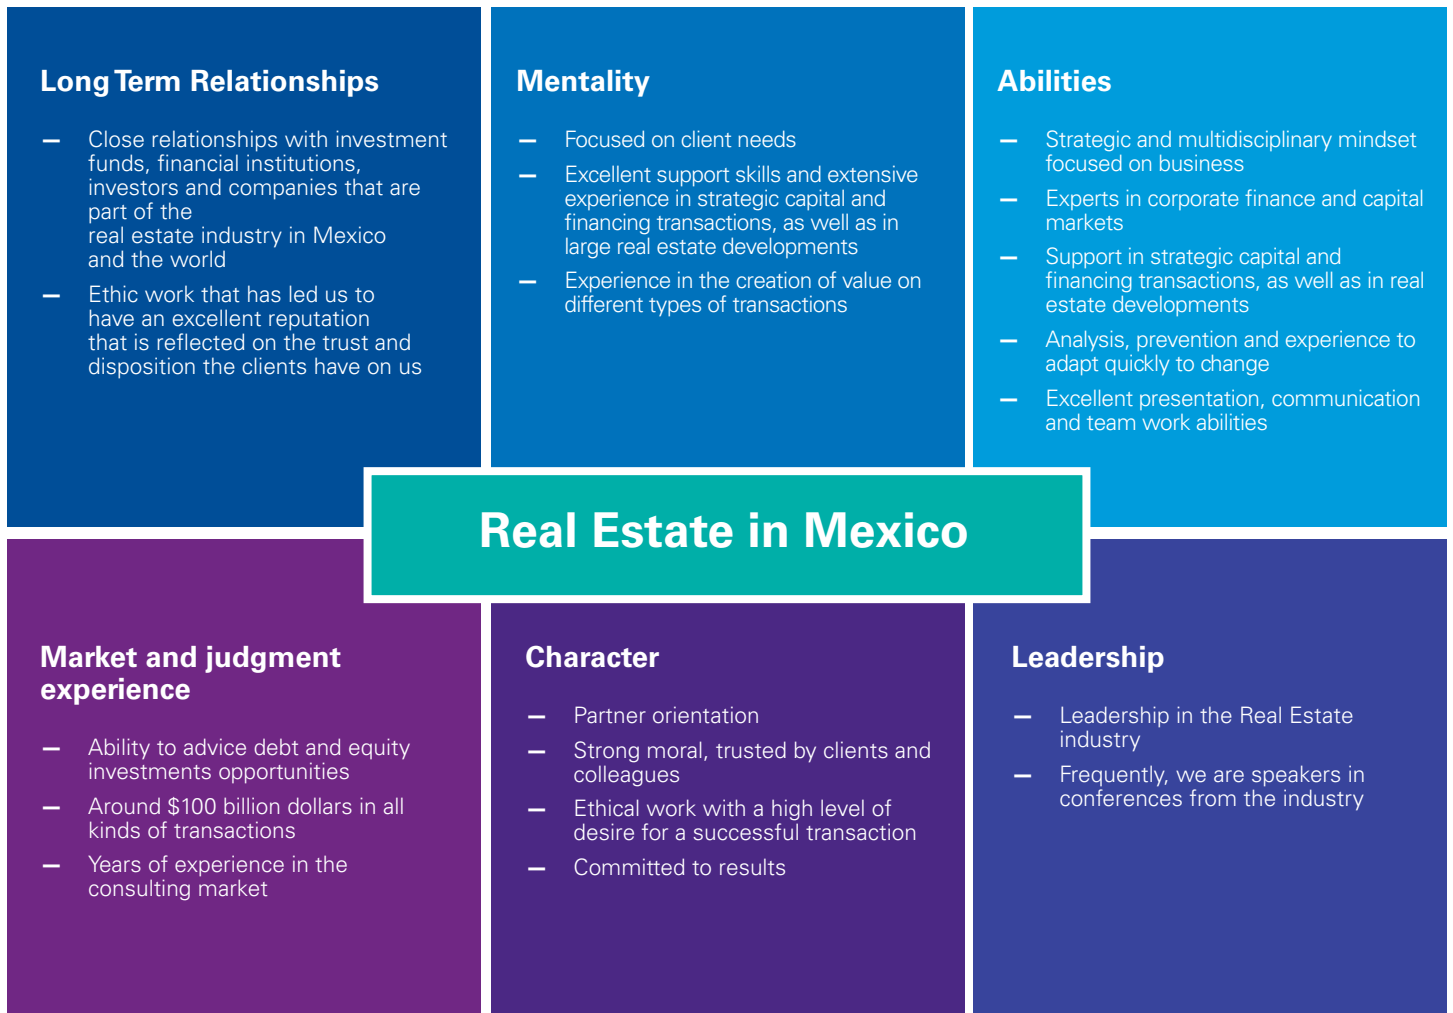 Long Term Relationships
— Close relationships with investment
funds, financial institutions,
investors and companies that are
part of the
real estate industry in Mexico
and the world
— Ethic work that has led us to
have an excellent reputation
that is reflected on the trust and
disposition the clients have on us
Mentality
— Focused on client needs
— Excellent support skills and extensive
experience in strategic capital and
financing transactions, as well as in
large real estate developments
— Experience in the creation of value on
different types of transactions
Abilities
— Strategic and multidisciplinary mindset
focused on business
— Experts in corporate finance and capital
markets
— Support in strategic capital and
financing transactions, as well as in real
estate developments
— Analysis, prevention and experience to
adapt quickly to change
— Excellent presentation, communication
and team work abilities
Real Estate in Mexico
Market and judgment
experience
— Ability to advice debt and equity
investments opportunities
— Around $100 billion dollars in all
kinds of transactions
— Years of experience in the
consulting market
Character
— Partner orientation
— Strong moral, trusted by clients and
colleagues
— Ethical work with a high level of
desire for a successful transaction
— Committed to results
Leadership
— Leadership in the Real Estate
industry
— Frequently, we are speakers in
conferences from the industry